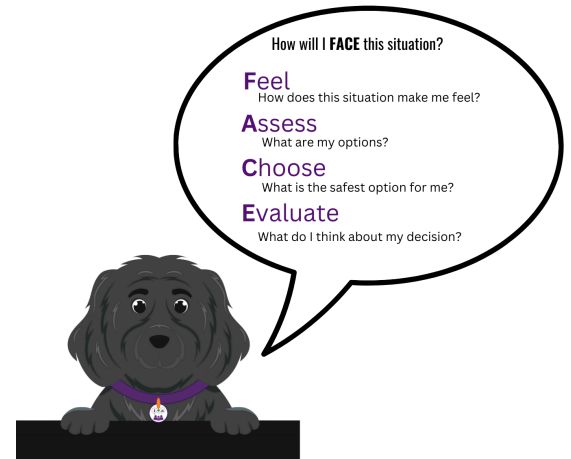 How will I FACE this situation?
Feel
How does this situation make me feel?
Assess
What are my options?
Choose
What is the safest option for me?
Evaluate
What do I think about my decision?